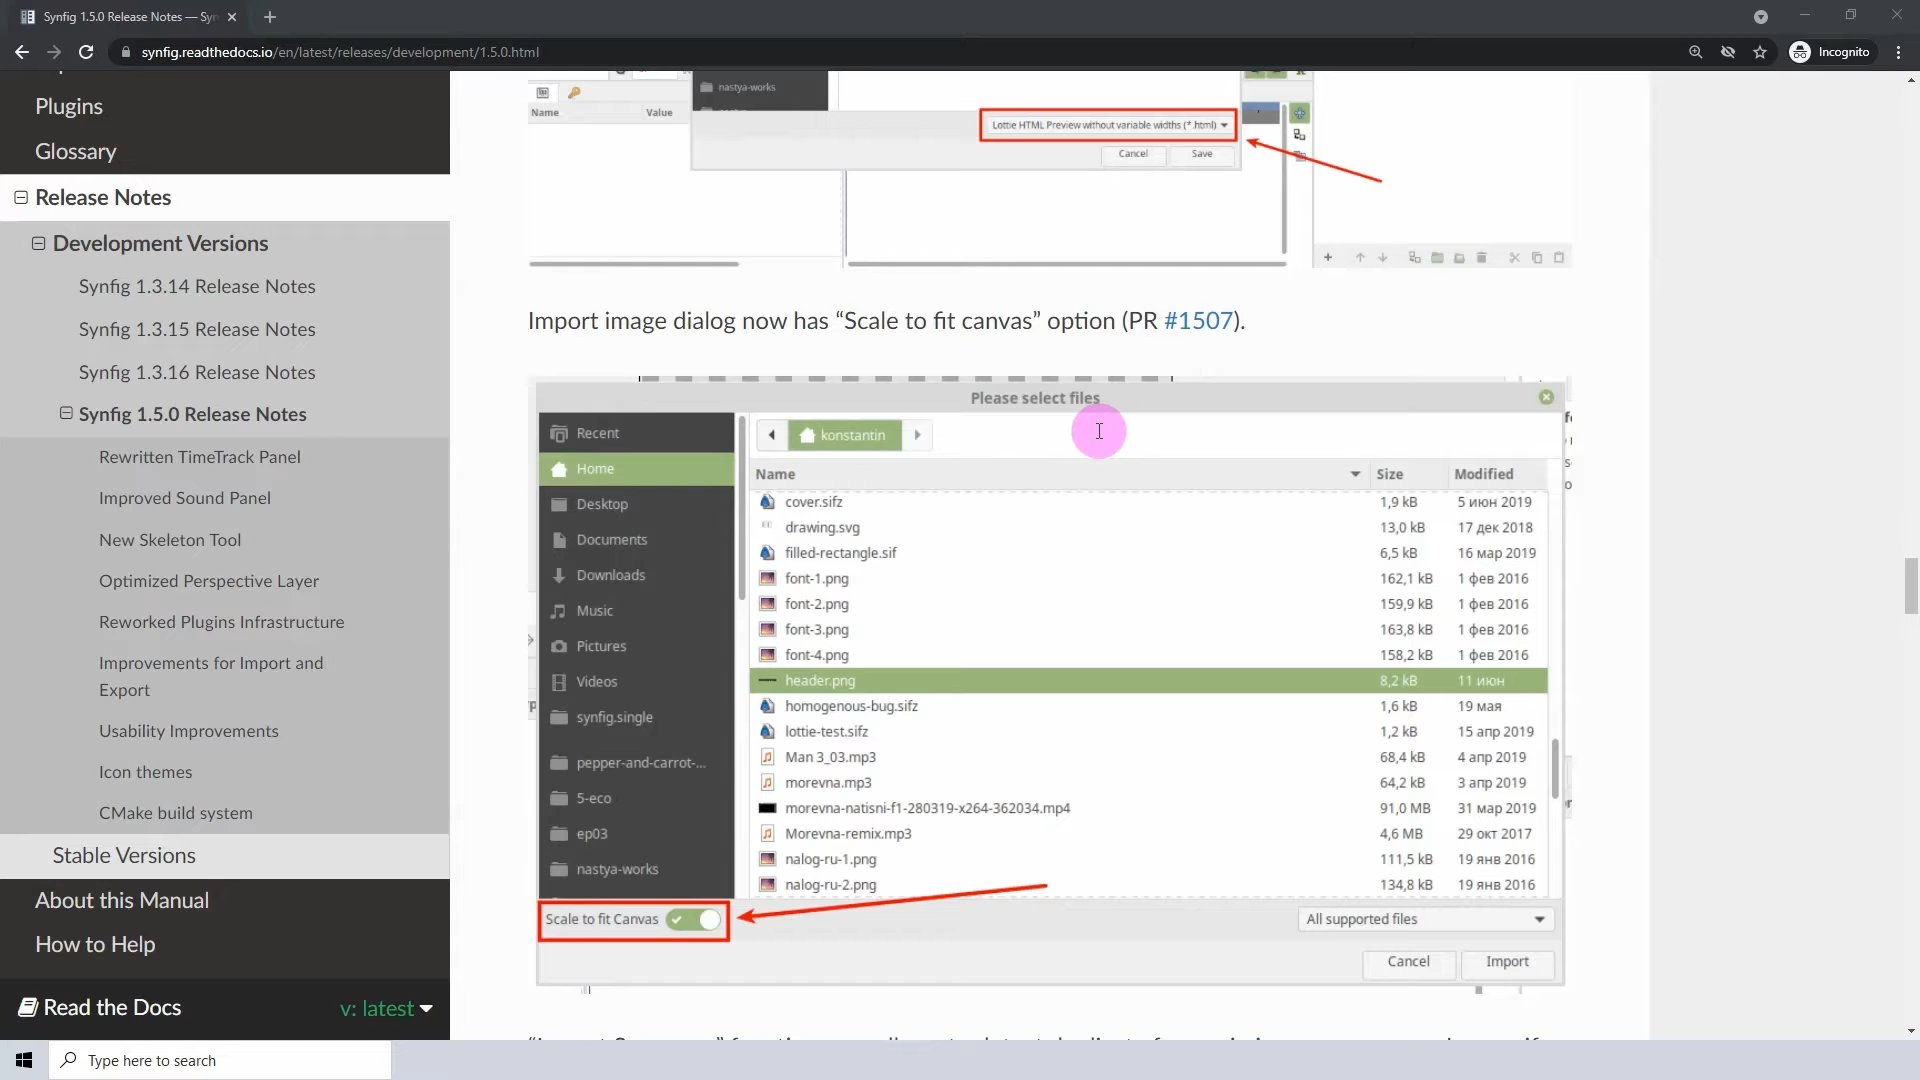 Synfig 1.5.0 Release Notes — Syn
synfig.readthedocs.io/en/latest/releases/development/1.5.0.html
Incognito
Plugins
Glossary
Release Notes
Development Versions
Synfig 1.3.14 Release Notes
Synfig 1.3.15 Release Notes
Synfig 1.3.16 Release Notes
Synfig 1.5.0 Release Notes
Rewritten TimeTrack Panel
Improved Sound Panel
New Skeleton Tool
Optimized Perspective Layer
Reworked Plugins Infrastructure
Improvements for Import and
Export
Usability Improvements
Icon themes
CMake build system
Stable Versions
About this Manual
How to Help
Read the Docs
v: latest
nastya-works
Name Value
Lottie HTML Preview without variable widths (*.html)
Cancel Save
Import image dialog now has “Scale to fit canvas” option (PR #1507).
Please select files
Recent
Home
Desktop
Documents
Downloads
Music
Pictures
Videos
synfig.single
pepper-and-carrot-...
5-eco
ep03
nastya-works
konstantin
Name Size Modified
cover.sifz 1,9 kB 5 июн 2019
drawing.svg 13,0 kB 17 дек 2018
filled-rectangle.sif 6,5 kB 16 мар 2019
font-1.png 162,1 kB 1 фев 2016
font-2.png 159,9 kB 1 фев 2016
font-3.png 163,8 kB 1 фев 2016
font-4.png 158,2 kB 1 фев 2016
header.png 8,2 kB 11 июн
homogenous-bug.sifz 1,6 kB 19 мая
lottie-test.sifz 1,2 kB 15 апр 2019
Man 3_03.mp3 68,4 kB 4 апр 2019
morevna.mp3 64,2 kB 3 апр 2019
morevna-natisni-f1-280319-x264-362034.mp4 91,0 MB 31 мар 2019
Morevna-remix.mp3 4,6 MB 29 окт 2017
nalog-ru-1.png 111,5 kB 19 янв 2016
nalog-ru-2.png 134,8 kB 19 янв 2016
Scale to fit Canvas
All supported files
Cancel Import
Type here to search